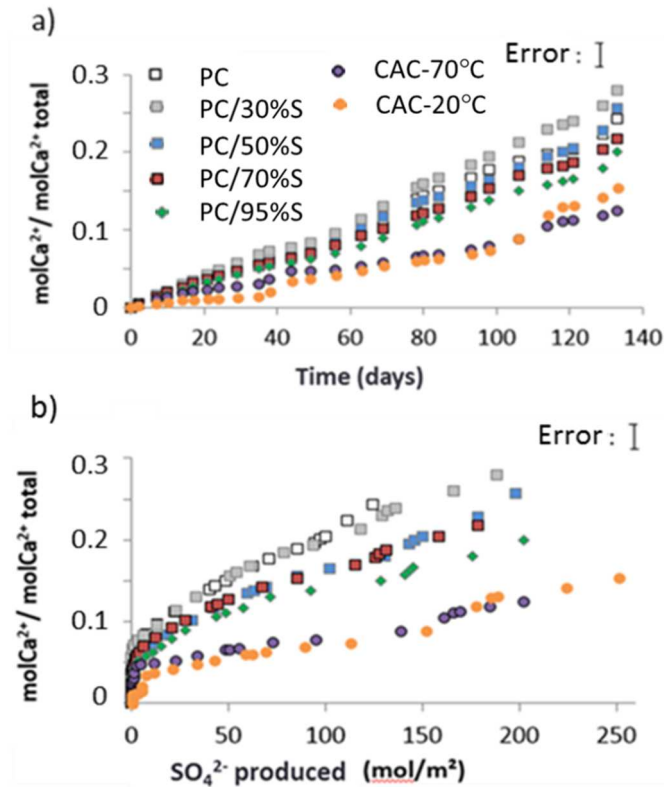 a)
Error : 
PC
CAC-70°C
PC/30%S
CAC-20°C
PC/50%S
PC/70%S
PC/95%S
molCa²⁺/ molCa²⁺ total
0.3
0.2
0.1
0
0 20 40 60 80 100 120 140
Time (days)
b)
Error :
molCa²⁺/ molCa²⁺ total
0.3
0.2
0.1
0
0 50 100 150 200 250
SO₄²⁻ produced (mol/m²)